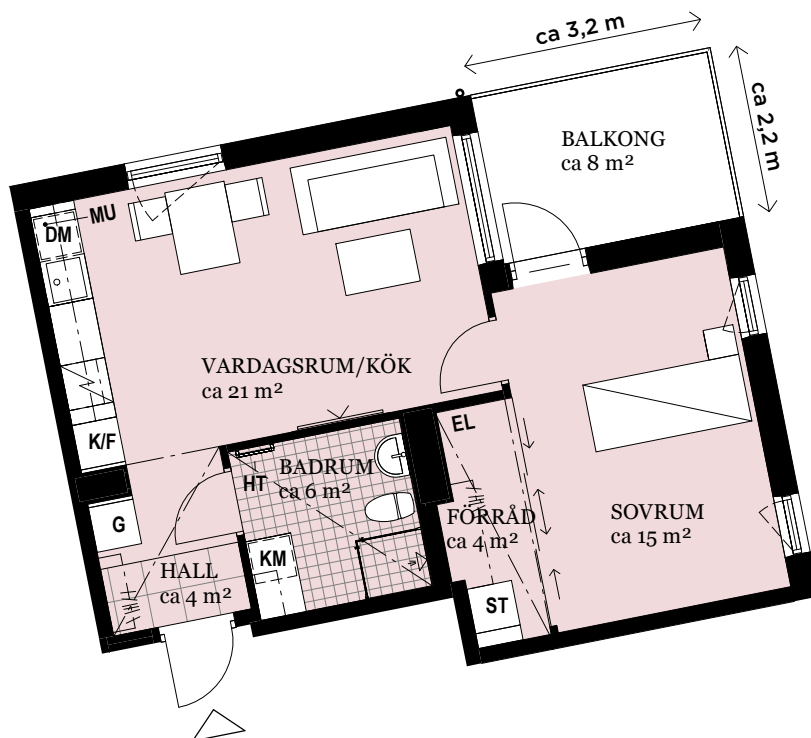 ca 3,2 m
ca 2,2 m
BALKONG
ca 8 m²
MU
DM
VARDAGSRUM/KÖK
ca 21 m²
K/F
EL
BADRUM
ca 6 m²
HT
G
FÖRRÅD
ca 4 m²
SOVRUM
ca 15 m²
KM
HALL
ca 4 m²
ST